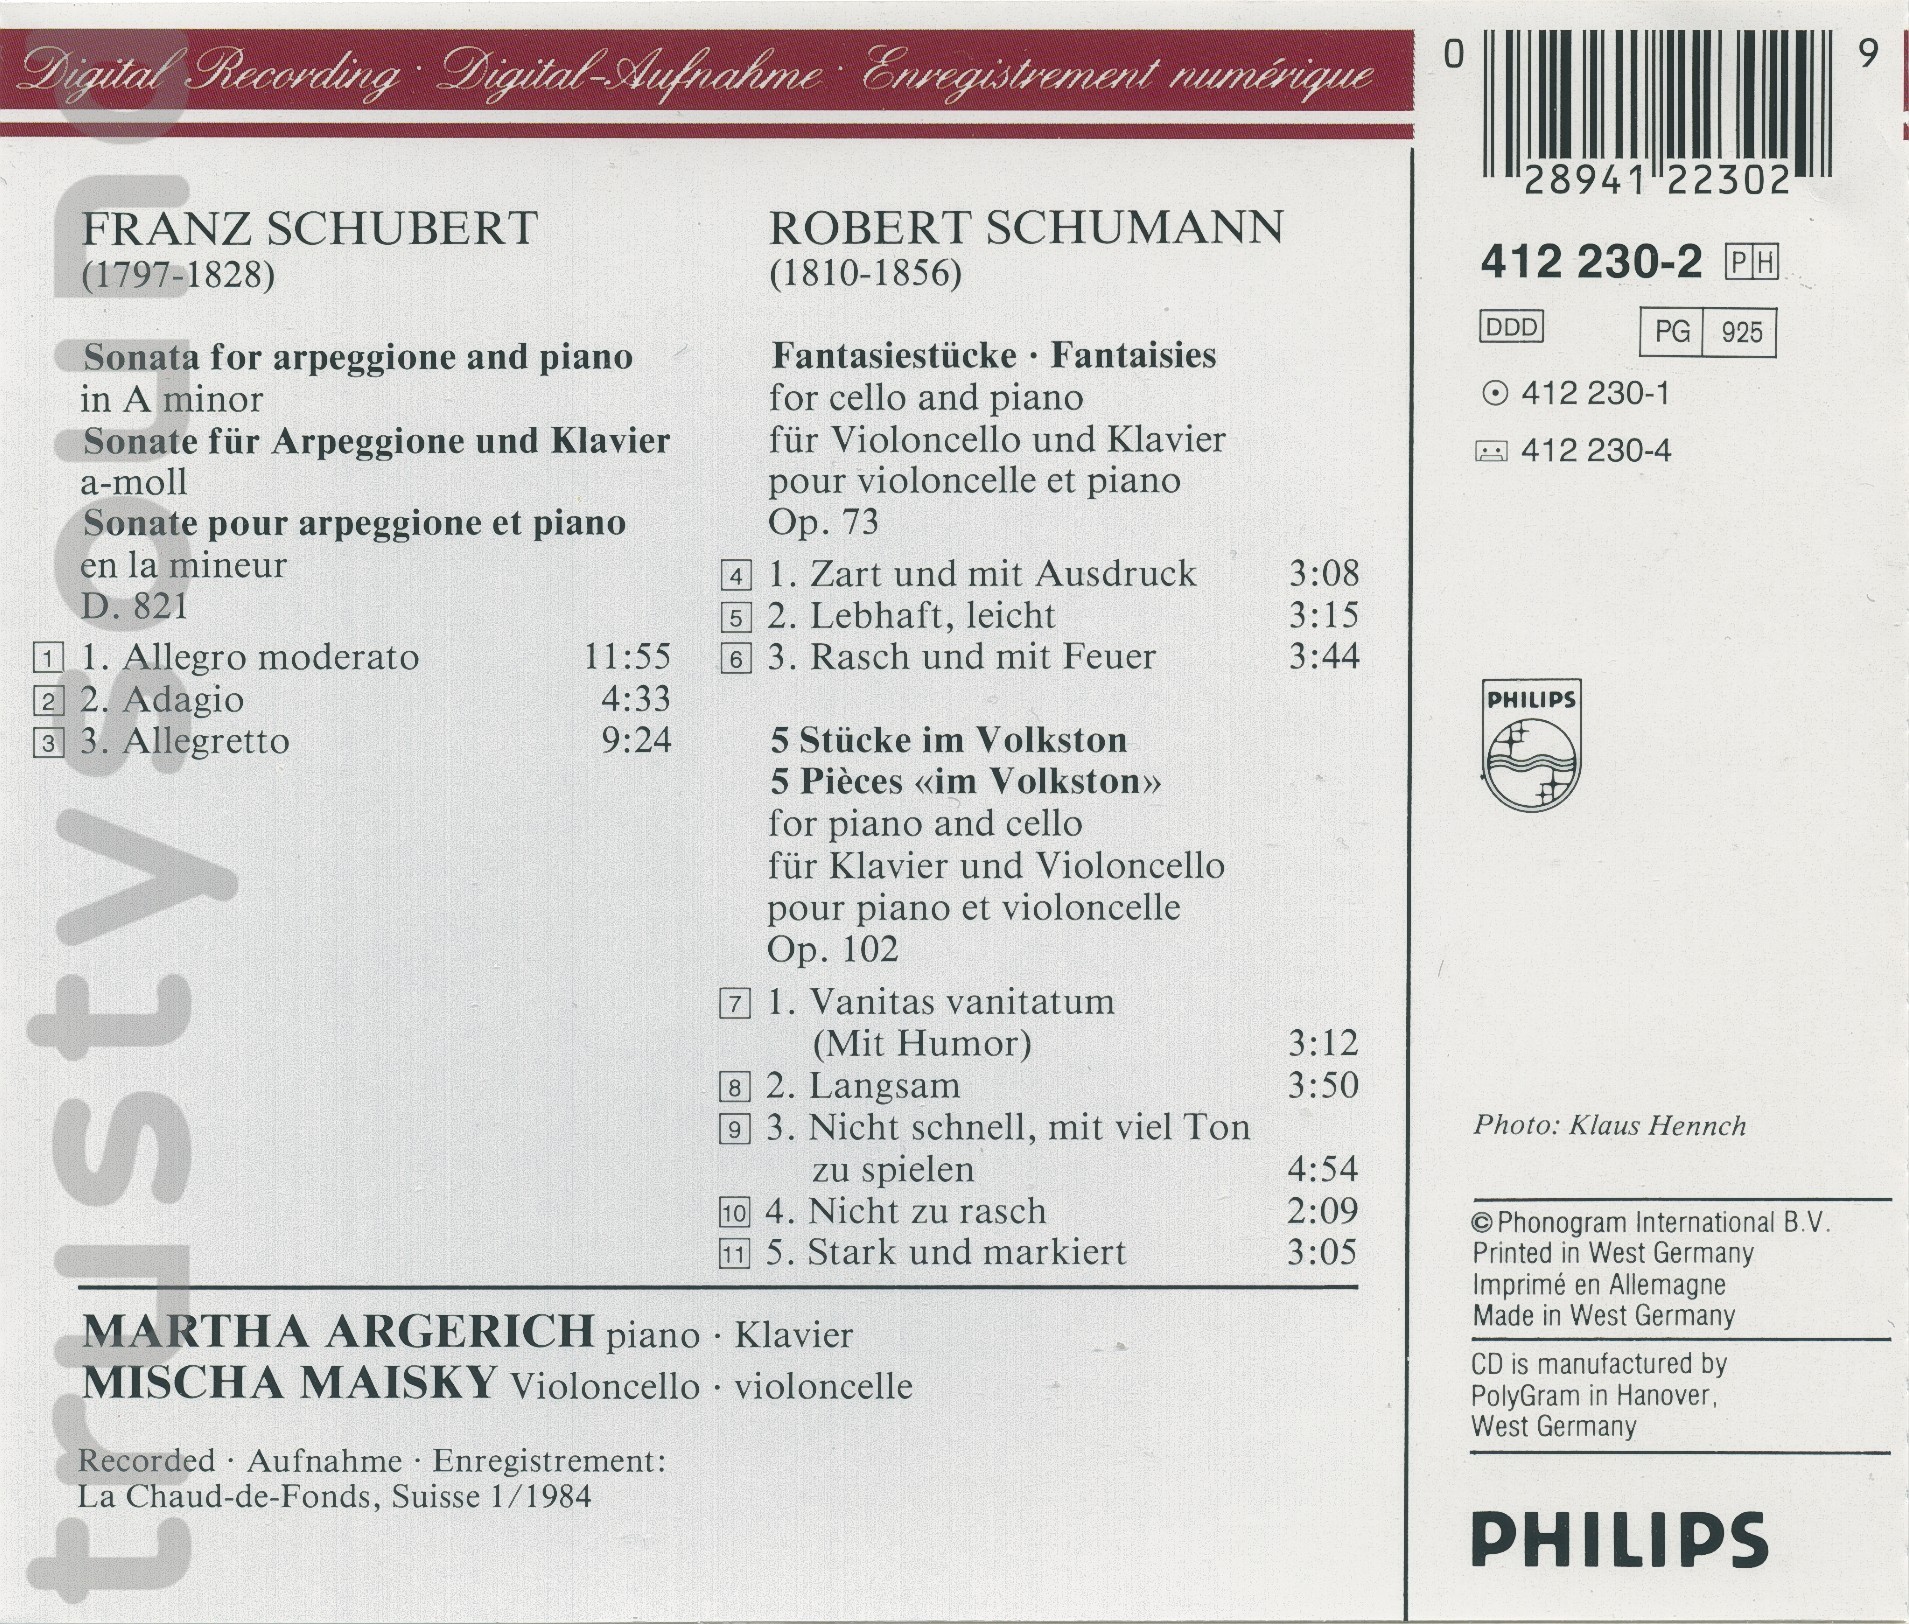 Digital Recording · Digital-Aufnahme · Enregistrement numérique
FRANZ SCHUBERT
(1797-1828)
Sonata for arpeggione and piano
in A minor
Sonate für Arpeggione und Klavier
a-moll
Sonate pour arpeggione et piano
en la mineur
D. 821
1 1. Allegro moderato 11:55
2 2. Adagio 4:33
3 3. Allegretto 9:24
ROBERT SCHUMANN
(1810-1856)
Fantasiestücke · Fantaisies
for cello and piano
für Violoncello und Klavier
pour violoncelle et piano
Op. 73
4 1. Zart und mit Ausdruck 3:08
5 2. Lebhaft, leicht 3:15
6 3. Rasch und mit Feuer 3:44
5 Stücke im Volkston
5 Pièces «im Volkston»
for piano and cello
für Klavier und Violoncello
pour piano et violoncelle
Op. 102
7 1. Vanitas vanitatum
(Mit Humor) 3:12
8 2. Langsam 3:50
9 3. Nicht schnell, mit viel Ton
zu spielen 4:54
10 4. Nicht zu rasch 2:09
11 5. Stark und markiert 3:05
MARTHA ARGERICH piano · Klavier
MISCHA MAISKY Violoncello · violoncelle
Recorded · Aufnahme · Enregistrement:
La Chaud-de-Fonds, Suisse 1/1984
0 28941 22302 9
412 230-2 PH
DDD PG 925
412 230-1
412 230-4
PHILIPS
Photo: Klaus Hennch
© Phonogram International B.V.
Printed in West Germany
Imprimé en Allemagne
Made in West Germany
CD is manufactured by
PolyGram in Hanover,
West Germany
PHILIPS
trustysound